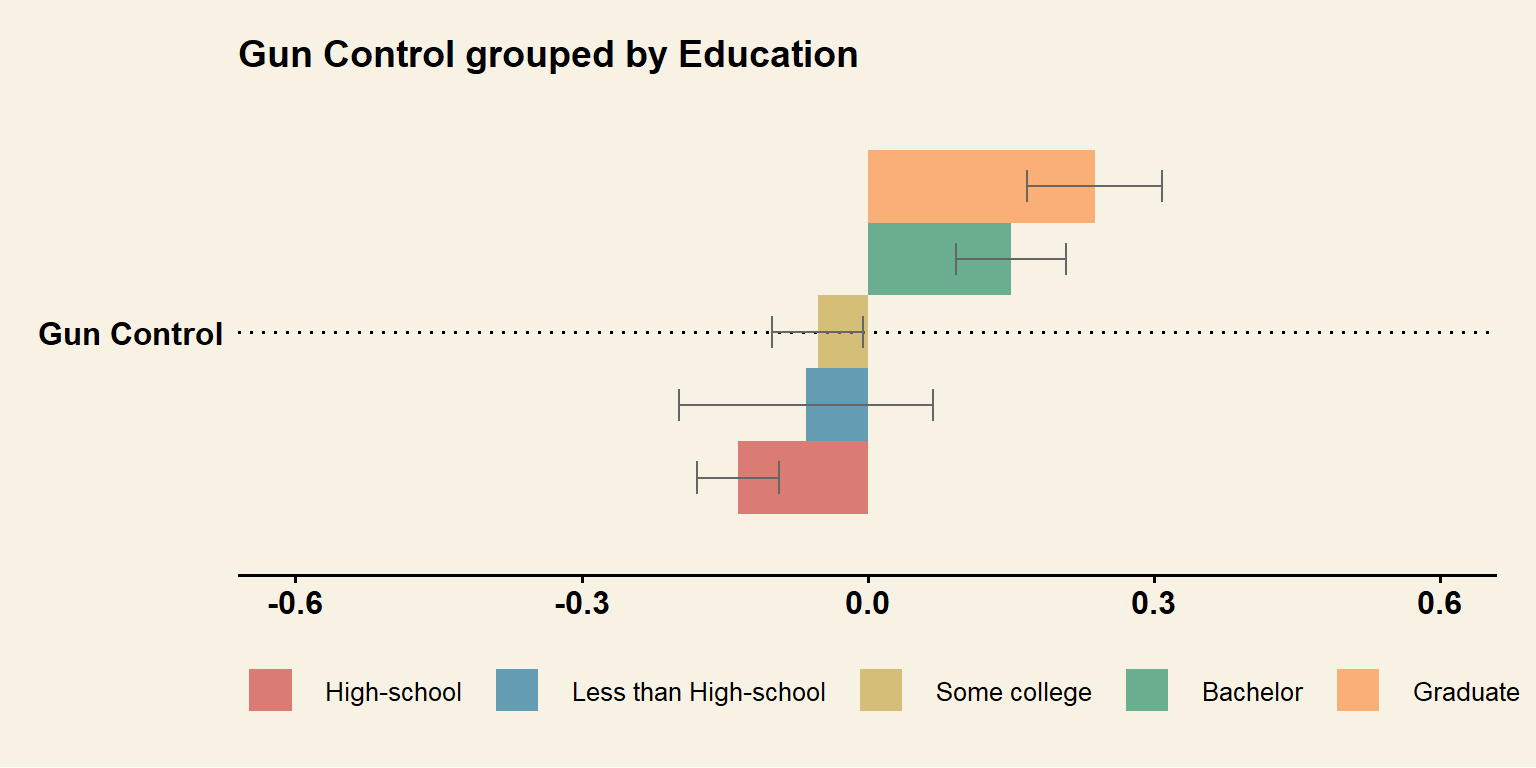 Gun Control grouped by Education
Gun Control
-0.6 -0.3 0.0 0.3 0.6
High-school Less than High-school Some college Bachelor Graduate